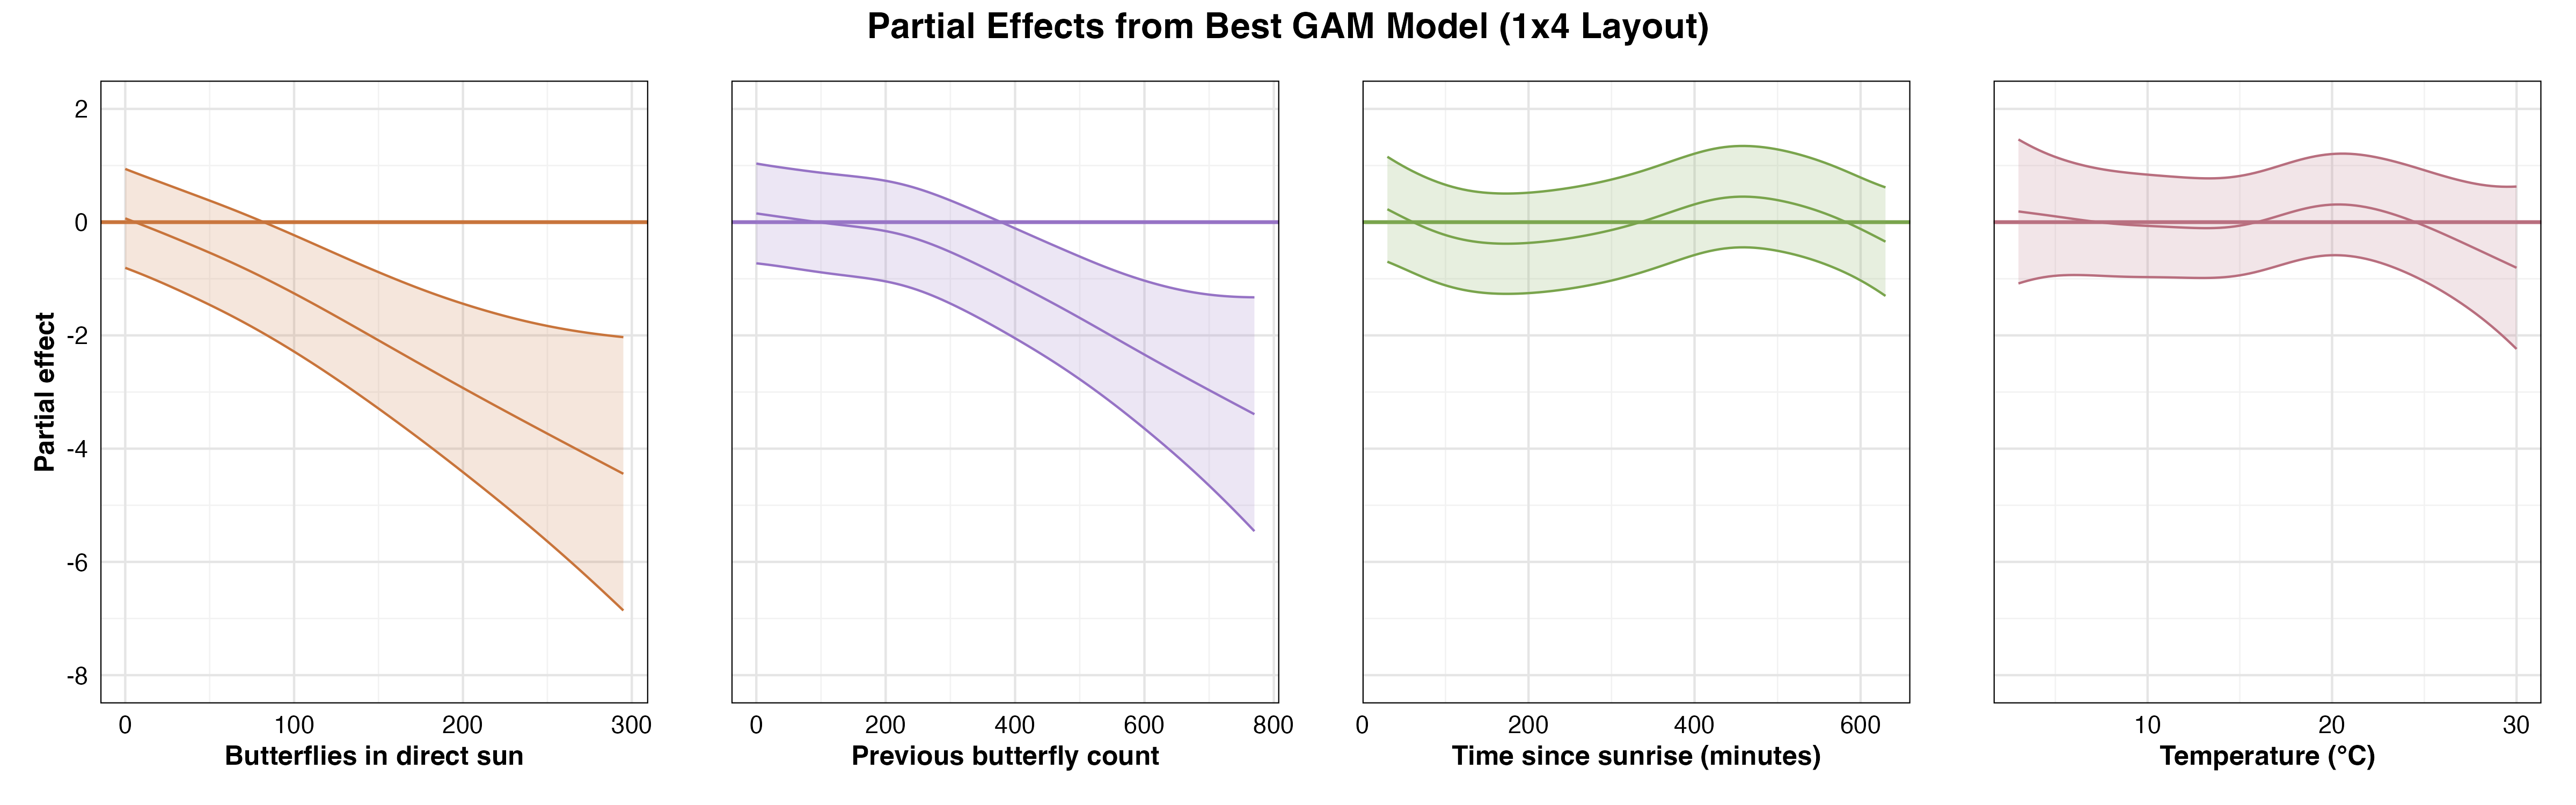 Partial Effects from Best GAM Model (1x4 Layout)
Partial effect
2
0
-2
-4
-6
-8
0 100 200 300
Butterflies in direct sun
0 200 400 600 800
Previous butterfly count
0 200 400 600
Time since sunrise (minutes)
10 20 30
Temperature (°C)